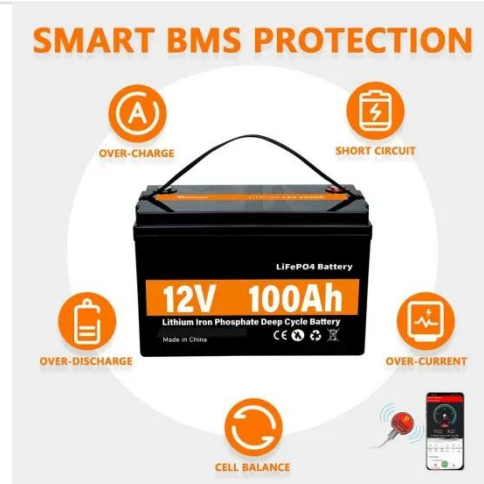 SMART BMS PROTECTION
OVER-CHARGE
SHORT CIRCUIT
LiFePO4 Battery
12V 100Ah
Lithium Iron Phosphate Deep Cycle Battery
Made in China
CE
OVER-DISCHARGE
OVER-CURRENT
CELL BALANCE